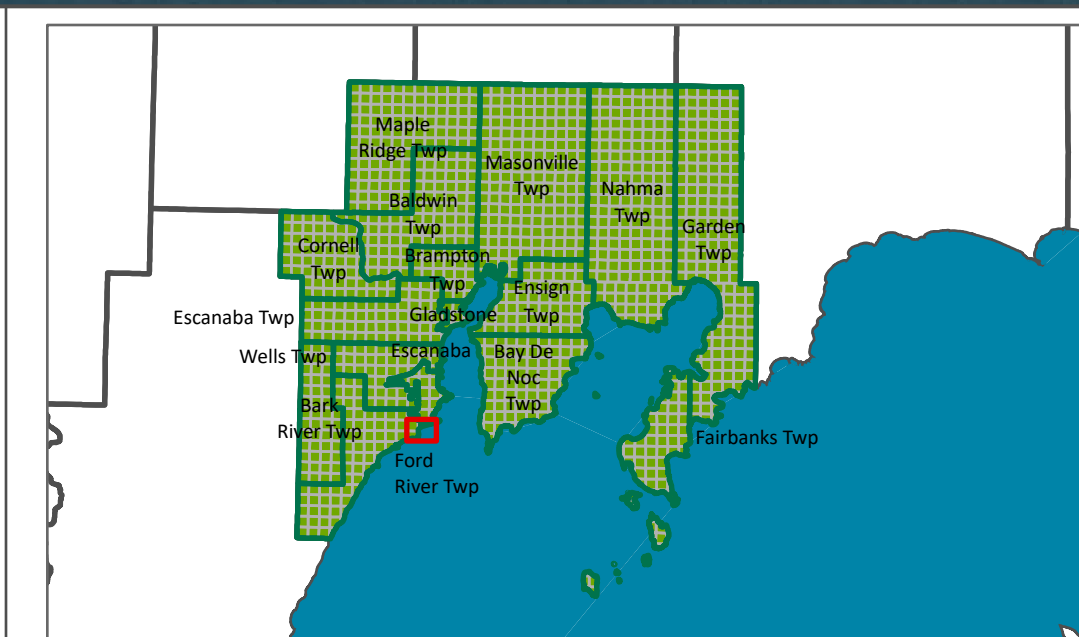 Maple
Ridge Twp
Masonville
Twp
Nahma
Twp
Baldwin
Twp
Garden
Twp
Cornell
Twp
Brampton
Twp
Ensign
Twp
Escanaba Twp
Gladstone
Wells Twp
Escanaba
Bay De
Noc
Twp
Bark
River Twp
Fairbanks Twp
Ford
River Twp